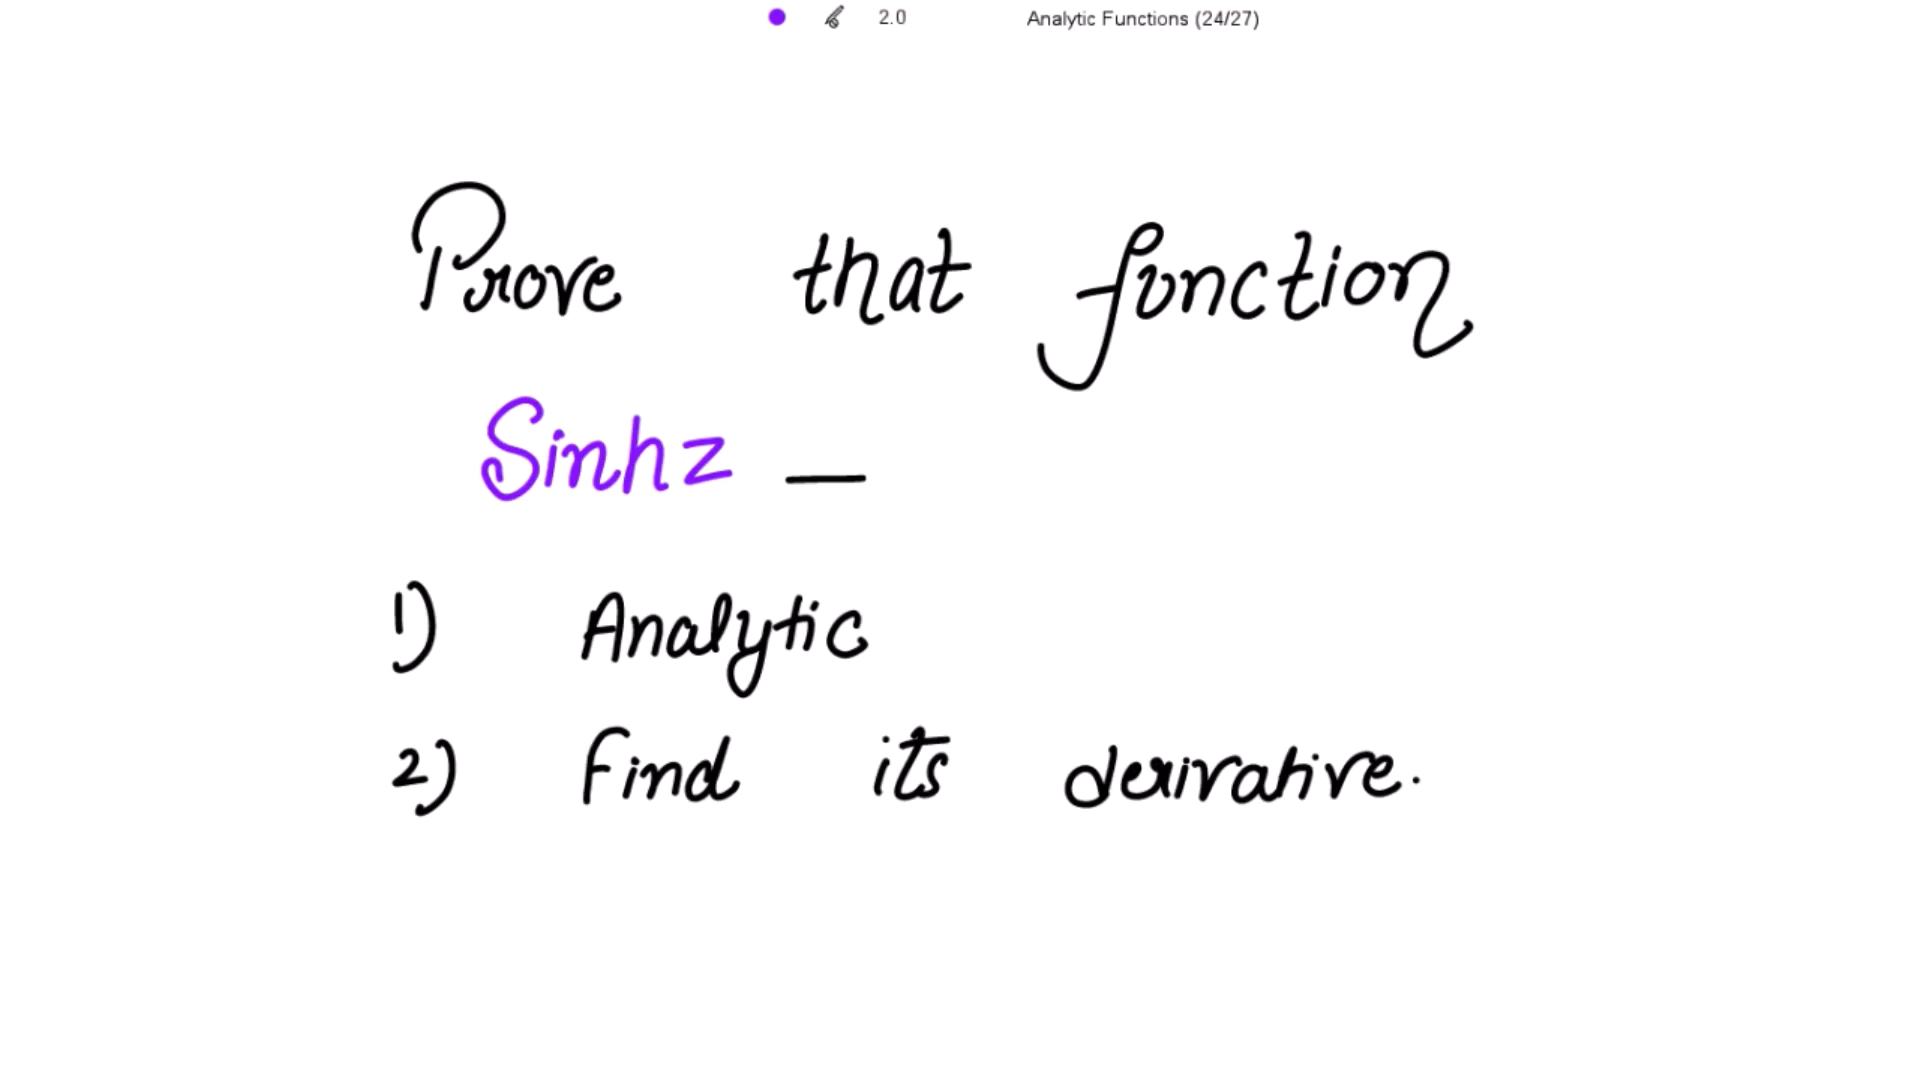 2.0 Analytic Functions (24/27)
Prove that function
Sinhz —
1) Analytic
2) Find its derivative.